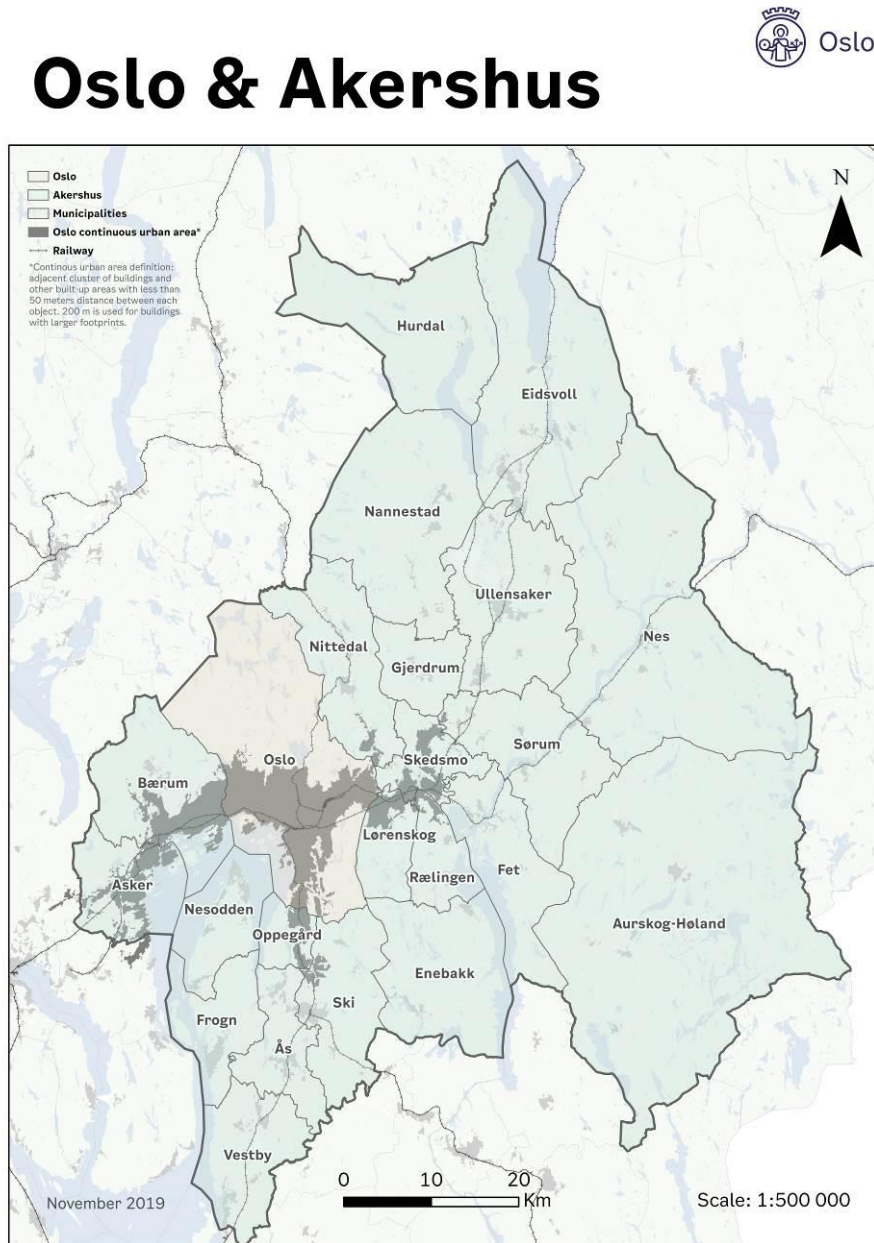 Oslo
Oslo & Akershus
N
Oslo
Akershus
Municipalities
Oslo continuous urban area*
Railway
*Continous urban area definition:
adjacent cluster of buildings and
other built-up areas with less than
50 meters distance between each
object. 200 m is used for buildings
with larger footprints.
Hurdal
Eidsvoll
Nannestad
Ullensaker
Nes
Nittedal
Gjerdrum
Sørum
Oslo
Skedsmo
Bærum
Lørenskog
Fet
Rælingen
Asker
Nesodden
Aurskog-Høland
Oppegård
Enebakk
Ski
Frogn
Ås
Vestby
0 10 20
Km
November 2019
Scale: 1:500 000